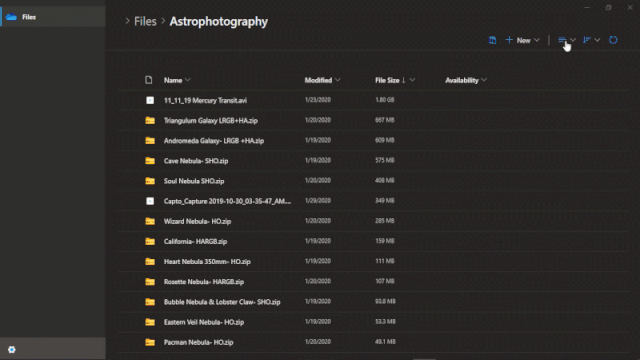 Files
Files
Astrophotography
New
Name
Modified
File Size
Availability
11_11_19 Mercury Transit.avi 1/23/2020 1.80 GB
Triangulum Galaxy LRGB+HA.zip 1/20/2020 667 MB
Andromeda Galaxy- LRGB +HA.zip 1/19/2020 609 MB
Cave Nebula- SHO.zip 1/19/2020 575 MB
Soul Nebula SHO.zip 1/20/2020 408 MB
Capto_Capture 2019-10-30_03-35-47_AM.... 1/29/2020 349 MB
Wizard Nebula- HO.zip 1/20/2020 285 MB
California- HARGB.zip 1/19/2020 159 MB
Heart Nebula 350mm- HO.zip 1/19/2020 111 MB
Rosette Nebula- HARGB.zip 1/20/2020 107 MB
Bubble Nebula & Lobster Claw- SHO.zip 1/19/2020 93.8 MB
Eastern Veil Nebula- HO.zip 1/19/2020 53.3 MB
Pacman Nebula- HO.zip 1/19/2020 49.1 MB